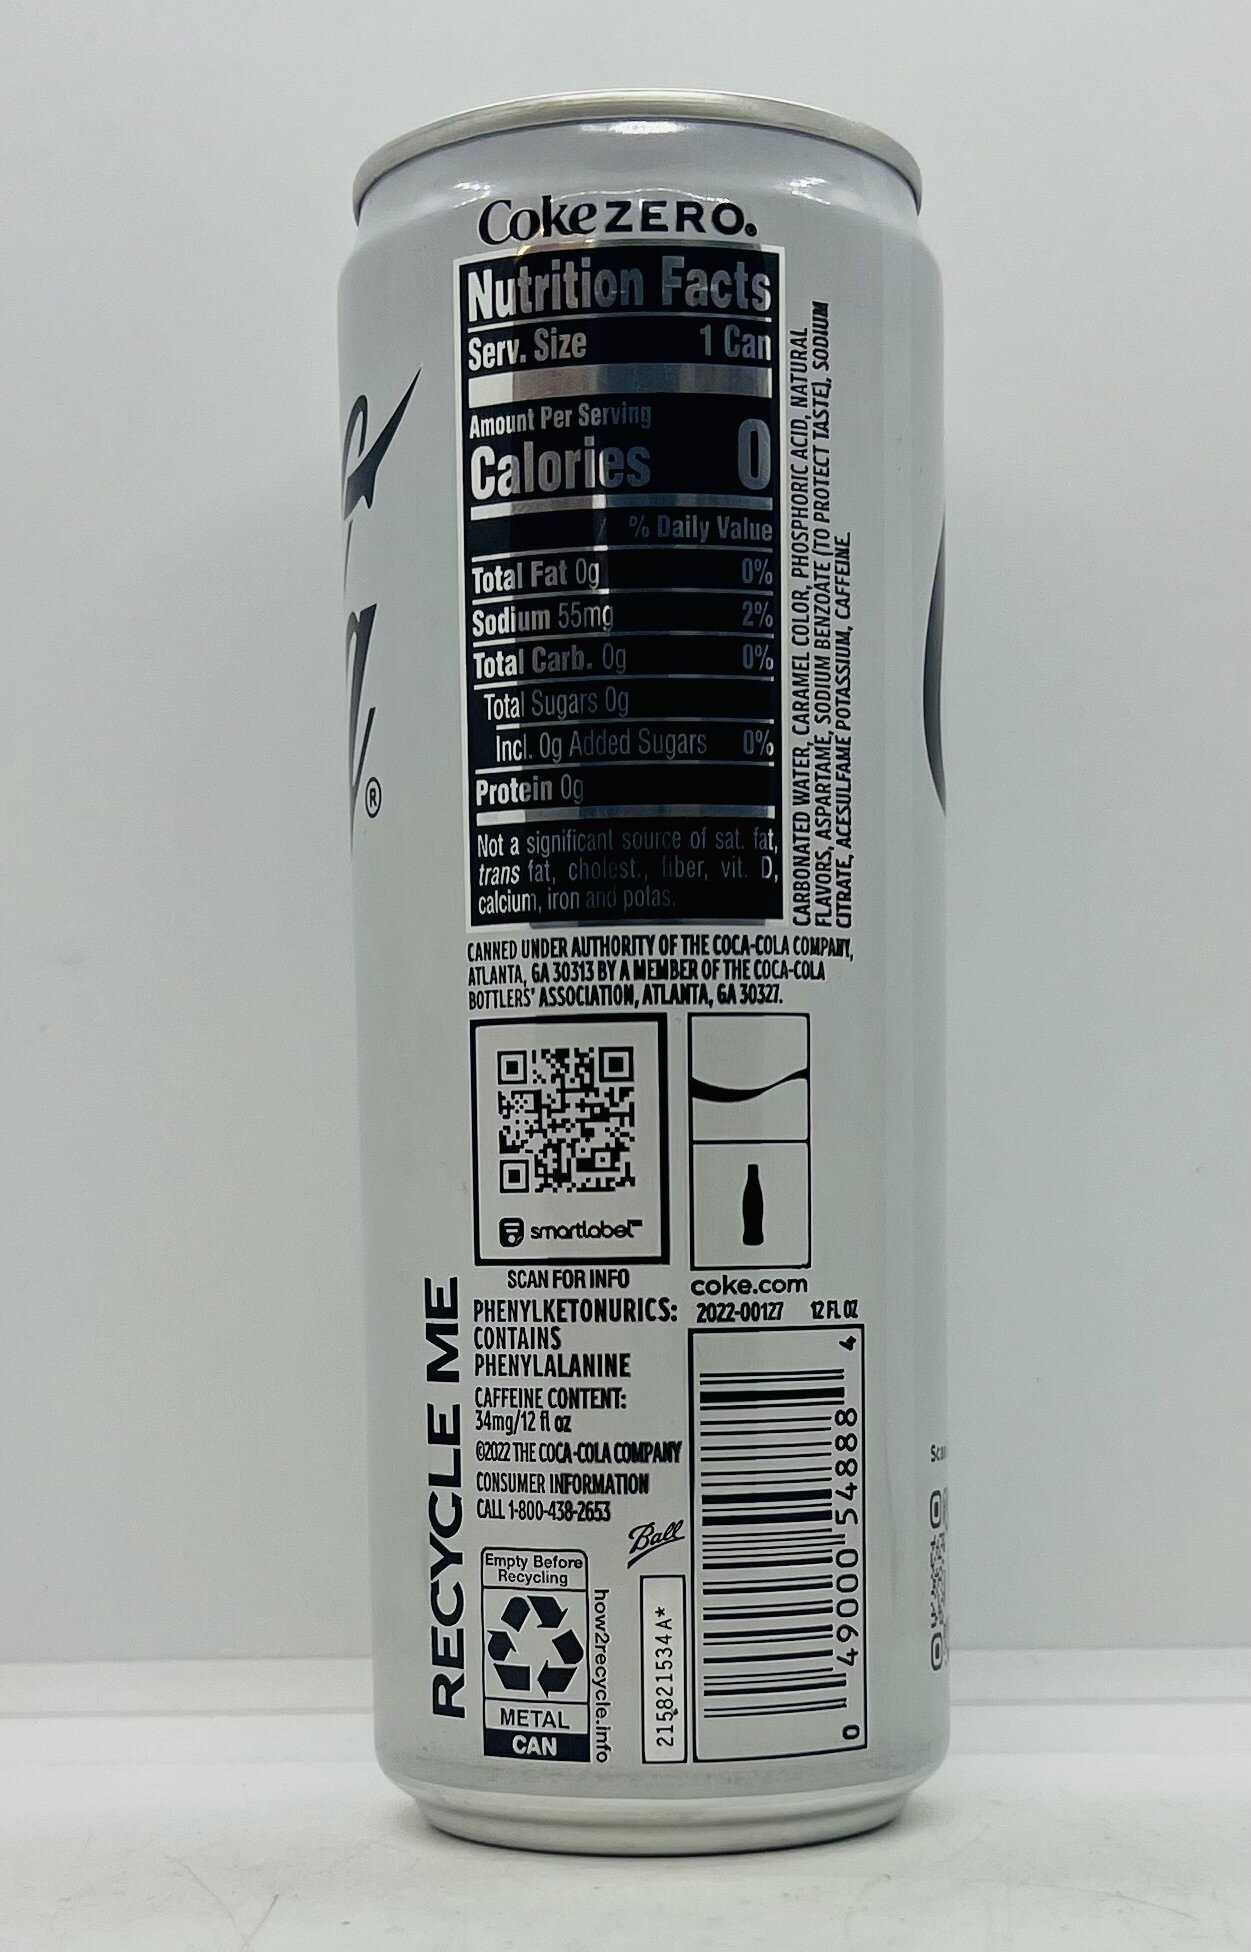 CokeZERO®
Nutrition Facts
Serv. Size 1 Can
Amount Per Serving
Calories 0
% Daily Value
Total Fat 0g 0%
Sodium 55mg 2%
Total Carb. 0g 0%
Total Sugars 0g
Incl. 0g Added Sugars 0%
Protein 0g
Not a significant source of sat. fat,
trans fat, cholest., fiber, vit. D,
calcium, iron and potas.
CARBONATED WATER, CARAMEL COLOR, PHOSPHORIC ACID, NATURAL
FLAVORS, ASPARTAME, SODIUM BENZOATE (TO PROTECT TASTE), SODIUM
CITRATE, ACESULFAME POTASSIUM, CAFFEINE.
CANNED UNDER AUTHORITY OF THE COCA-COLA COMPANY,
ATLANTA, GA 30313 BY A MEMBER OF THE COCA-COLA
BOTTLERS' ASSOCIATION, ATLANTA, GA 30327.
smartlabel™
SCAN FOR INFO
coke.com
2022-00127 12 FL OZ
PHENYLKETONURICS:
CONTAINS
PHENYLALANINE
CAFFEINE CONTENT:
34mg/12 fl oz
©2022 THE COCA-COLA COMPANY
CONSUMER INFORMATION
CALL 1-800-438-2653
RECYCLE ME
Ball
Empty Before
Recycling
METAL
CAN
how2recycle.info
215821534A*
0 49000 54888 4
®